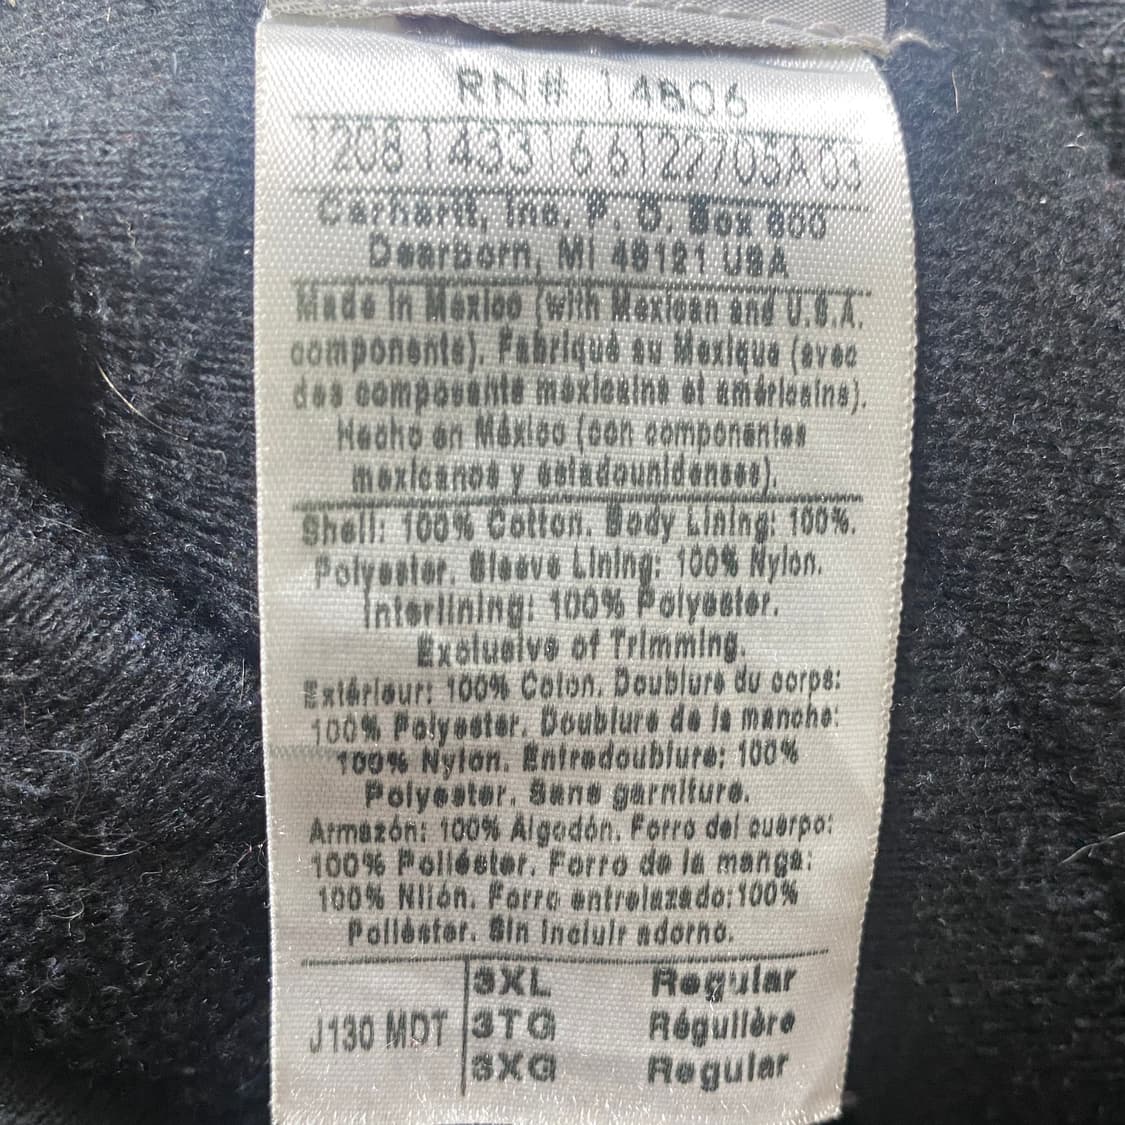 RN# 14806
1208143316 6122705A 03
Carhartt, Inc. P. O. Box 600
Dearborn, MI 48121 USA
Made in Mexico (with Mexican and U.S.A.
components). Fabriqué au Mexique (avec
des composants mexicains et américains).
Hecho en México (con componentes
mexicanos y estadounidenses).
Shell: 100% Cotton. Body Lining: 100%.
Polyester. Sleeve Lining: 100% Nylon.
Interlining: 100% Polyester.
Exclusive of Trimming.
Extérieur: 100% Coton. Doublure du corps:
100% Polyester. Doublure de la manche:
100% Nylon. Entredoublure: 100%
Polyester. Sans garniture.
Armazón: 100% Algodón. Forro del cuerpo:
100% Poliéster. Forro de la manga:
100% Nilón. Forro entrelazado:100%
Poliéster. Sin incluir adorno.
J130 MDT
3XL Regular
3TG Régulière
3XG Regular